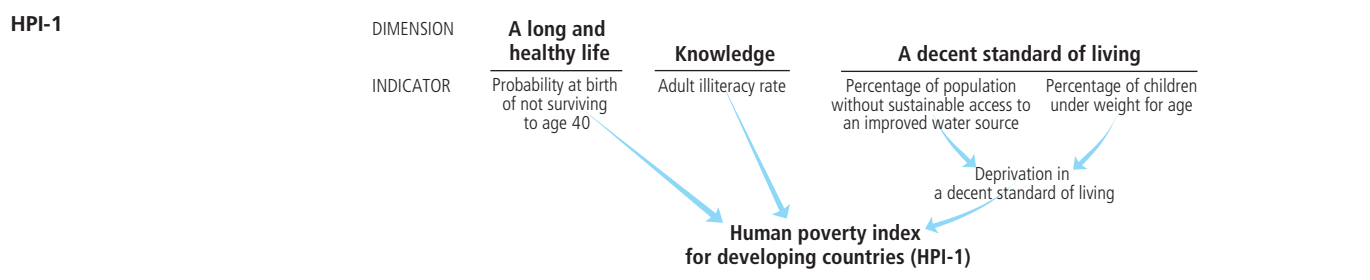 HPI-1
DIMENSION
A long and
healthy life
Knowledge
A decent standard of living
INDICATOR
Probability at birth
of not surviving
to age 40
Adult illiteracy rate
Percentage of population
without sustainable access to
an improved water source
Percentage of children
under weight for age
Deprivation in
a decent standard of living
Human poverty index
for developing countries (HPI-1)